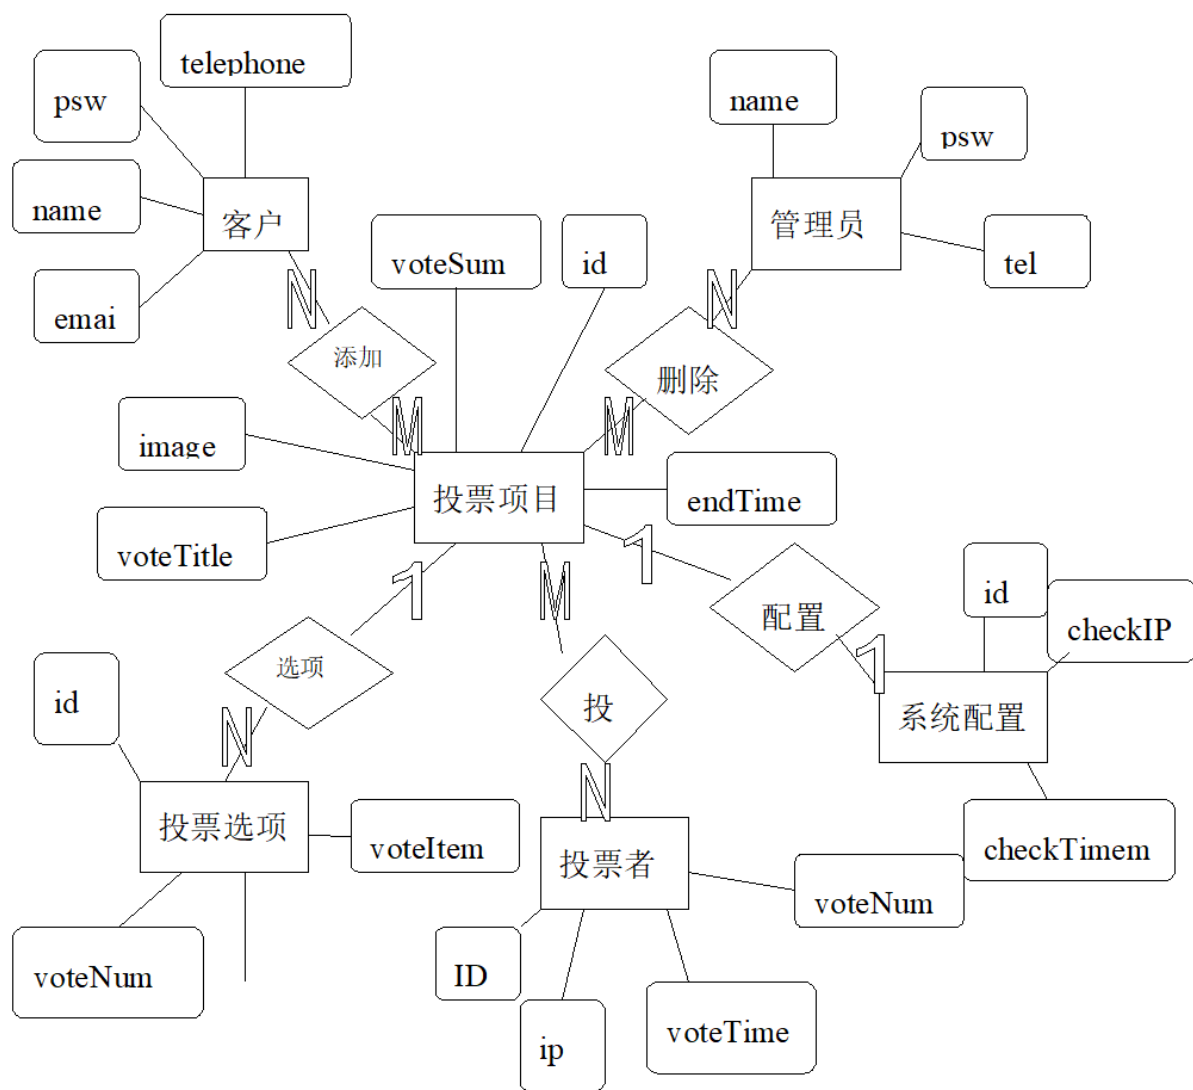 telephone
psw
name
name
psw
客户
管理员
voteSum
id
tel
emai
N
N
添加
删除
M
M
image
投票项目
endTime
voteTitle
1
M
1
配置
id
checkIP
选项
1
id
投
N
系统配置
N
投票选项
voteItem
投票者
checkTimem
voteNum
voteNum
ID
ip
voteTime